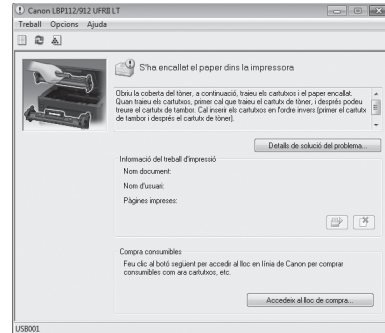 Canon LBP112/912 UFRII LT
Treball Opcions Ajuda
S'ha encallat el paper dins la impressora
Obriu la coberta del tòner, a continuació, traieu els cartutxos i el paper encallat.
Quan traieu els cartutxos, primer cal que traieu el cartutx de tòner, i després podeu
treure el cartutx de tambor. Cal inserir els cartutxos en l'ordre invers (primer el cartutx
de tambor i després el cartutx de tòner).
Detalls de solució del problema...
Informació del treball d'impressió
Nom document:
Nom d'usuari:
Pàgines impreses:
Compra consumibles
Feu clic al botó següent per accedir al lloc en línia de Canon per comprar
consumibles com ara cartutxos, etc.
Accedeix al lloc de compra...
USB001